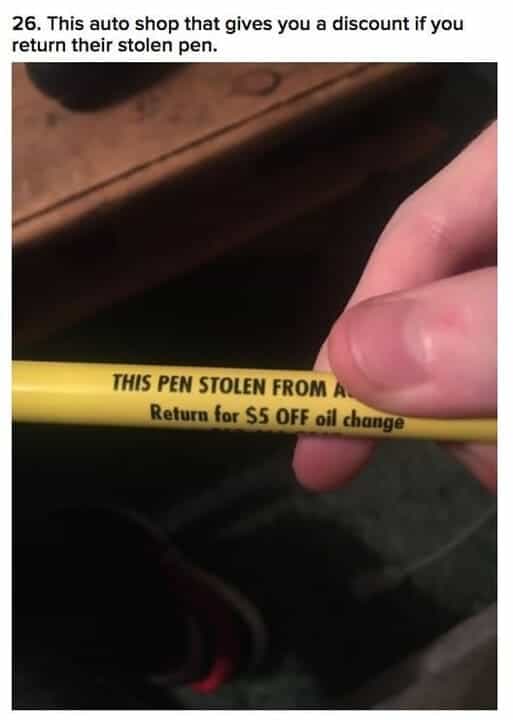 26. This auto shop that gives you a discount if you
return their stolen pen.
THIS PEN STOLEN FROM
Return for $5 OFF oil change